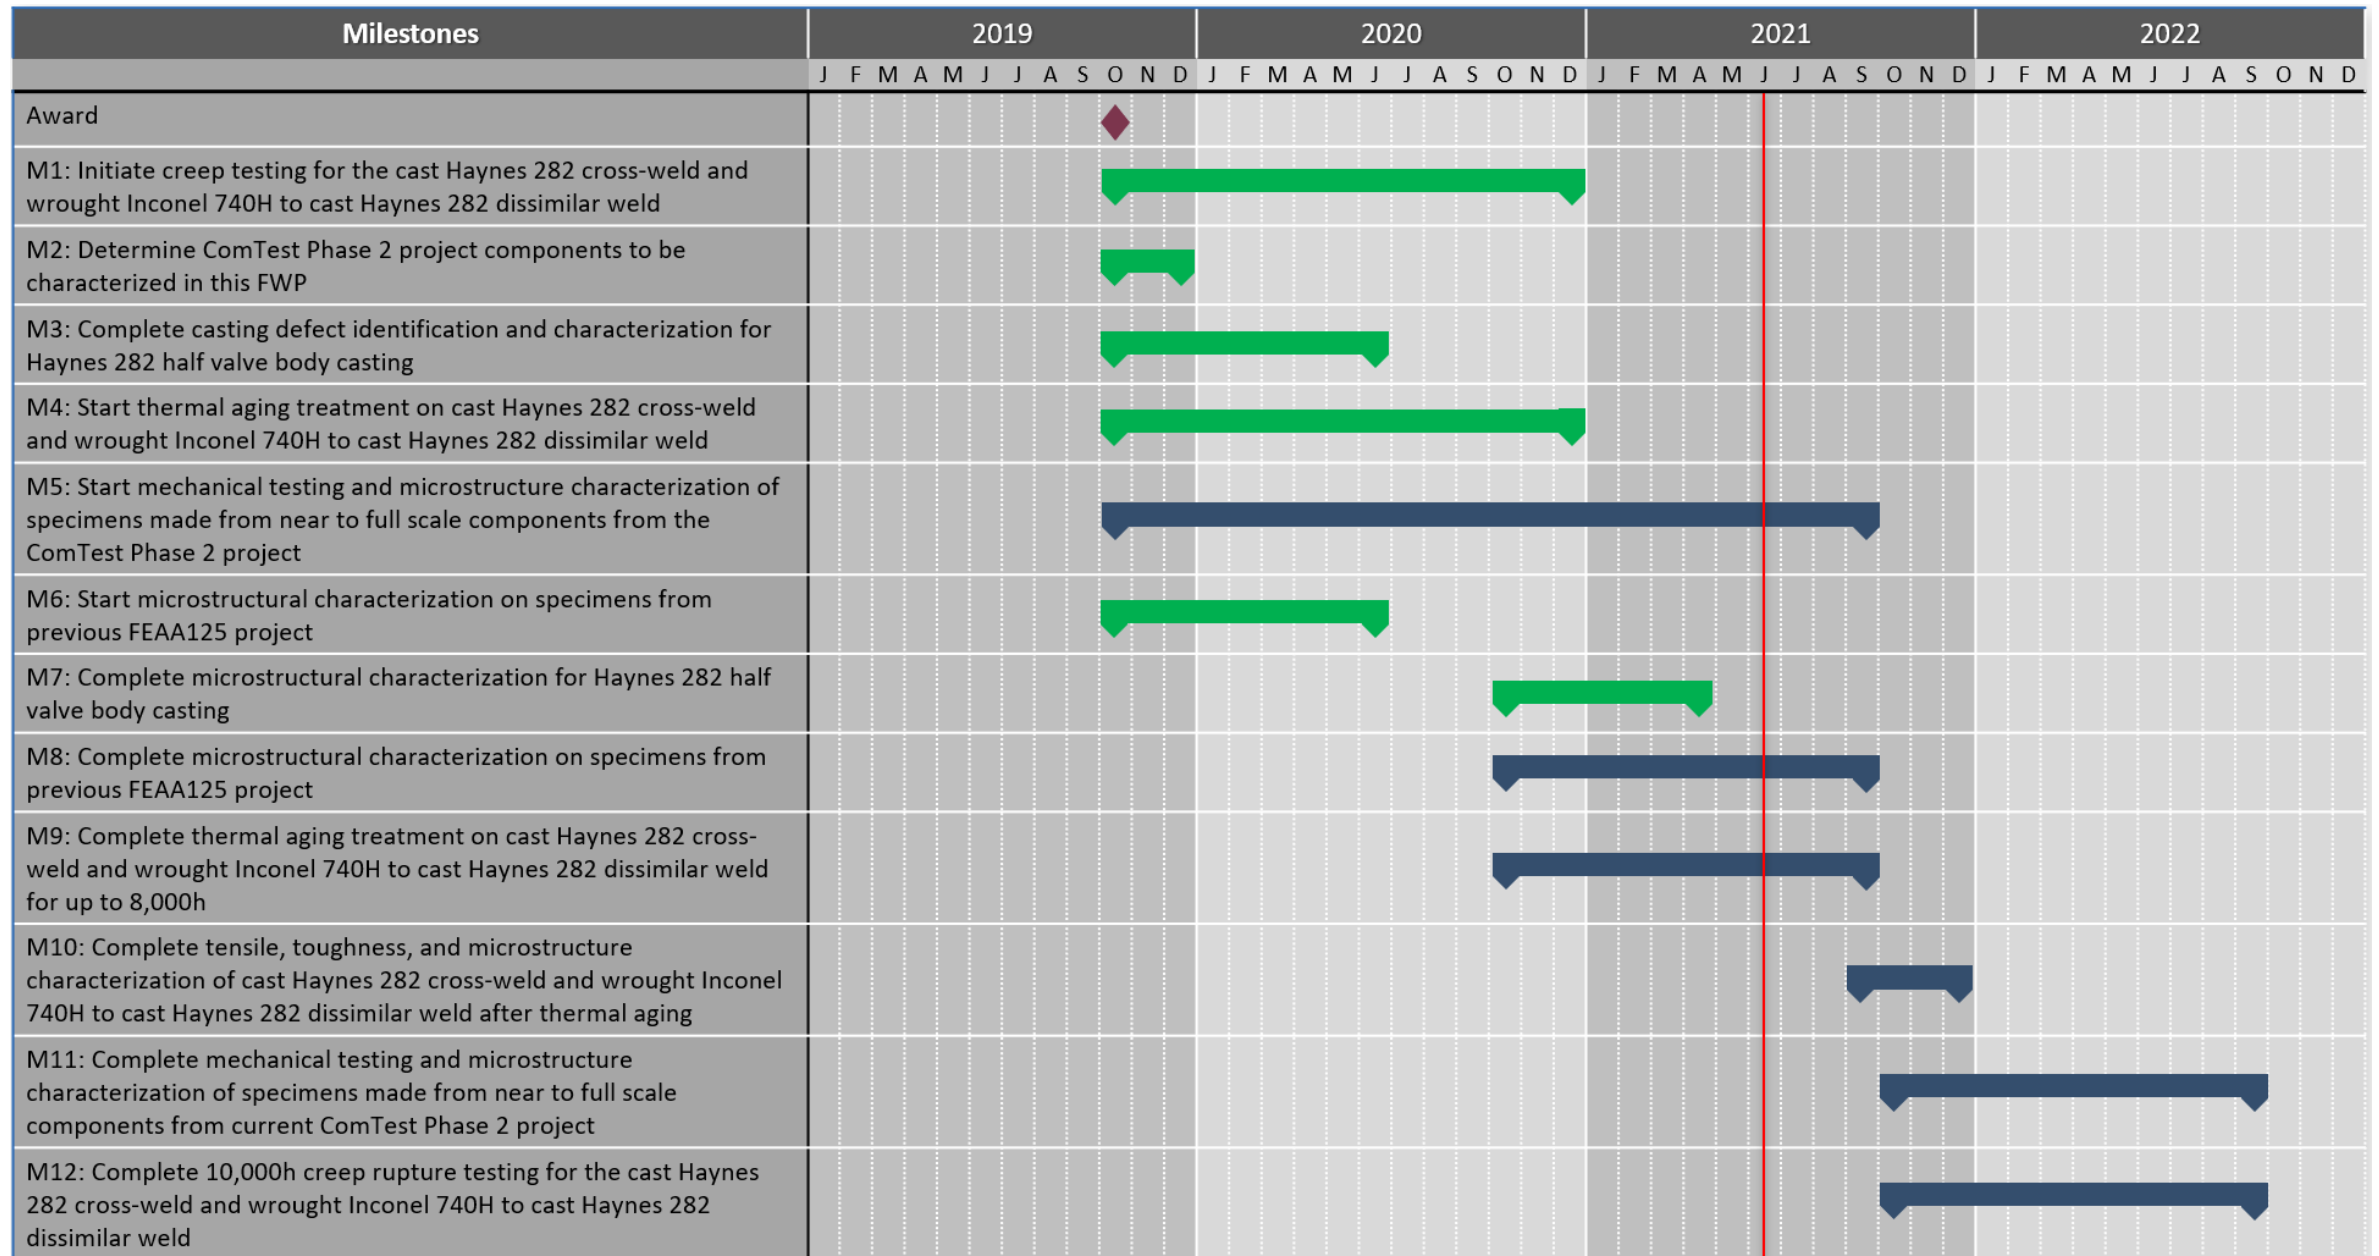 Milestones 2019 2020 2021 2022
J F M A M J J A S O N D J F M A M J J A S O N D J F M A M J J A S O N D J F M A M J J A S O N D
Award
M1: Initiate creep testing for the cast Haynes 282 cross-weld and
wrought Inconel 740H to cast Haynes 282 dissimilar weld
M2: Determine ComTest Phase 2 project components to be
characterized in this FWP
M3: Complete casting defect identification and characterization for
Haynes 282 half valve body casting
M4: Start thermal aging treatment on cast Haynes 282 cross-weld
and wrought Inconel 740H to cast Haynes 282 dissimilar weld
M5: Start mechanical testing and microstructure characterization of
specimens made from near to full scale components from the
ComTest Phase 2 project
M6: Start microstructural characterization on specimens from
previous FEAA125 project
M7: Complete microstructural characterization for Haynes 282 half
valve body casting
M8: Complete microstructural characterization on specimens from
previous FEAA125 project
M9: Complete thermal aging treatment on cast Haynes 282 cross-
weld and wrought Inconel 740H to cast Haynes 282 dissimilar weld
for up to 8,000h
M10: Complete tensile, toughness, and microstructure
characterization of cast Haynes 282 cross-weld and wrought Inconel
740H to cast Haynes 282 dissimilar weld after thermal aging
M11: Complete mechanical testing and microstructure
characterization of specimens made from near to full scale
components from current ComTest Phase 2 project
M12: Complete 10,000h creep rupture testing for the cast Haynes
282 cross-weld and wrought Inconel 740H to cast Haynes 282
dissimilar weld